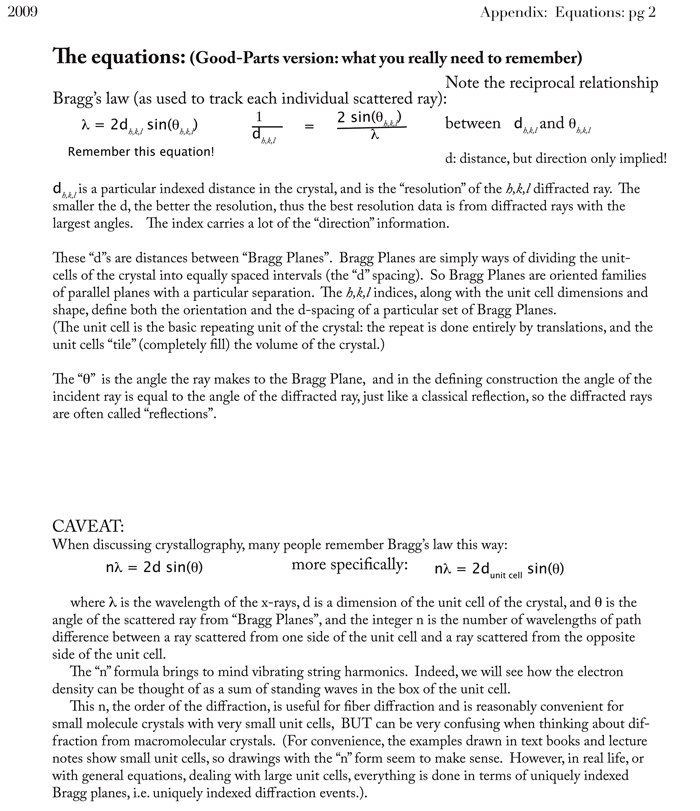 2009
Appendix: Equations: pg 2
The equations: (Good-Parts version: what you really need to remember)
Note the reciprocal relationship
Bragg's law (as used to track each individual scattered ray):
λ = 2d h,k,l sin(θ h,k,l)
1 / d h,k,l = 2 sin(θ h,k,l) / λ
between d h,k,l and θ h,k,l
Remember this equation!
d: distance, but direction only implied!
d h,k,l is a particular indexed distance in the crystal, and is the “resolution” of the h,k,l diffracted ray. The
smaller the d, the better the resolution, thus the best resolution data is from diffracted rays with the
largest angles. The index carries a lot of the “direction” information.
These “d”s are distances between “Bragg Planes”. Bragg Planes are simply ways of dividing the unit-
cells of the crystal into equally spaced intervals (the “d” spacing). So Bragg Planes are oriented families
of parallel planes with a particular separation. The h,k,l indices, along with the unit cell dimensions and
shape, define both the orientation and the d-spacing of a particular set of Bragg Planes.
(The unit cell is the basic repeating unit of the crystal: the repeat is done entirely by translations, and the
unit cells “tile” (completely fill) the volume of the crystal.)
The “θ” is the angle the ray makes to the Bragg Plane, and in the defining construction the angle of the
incident ray is equal to the angle of the diffracted ray, just like a classical reflection, so the diffracted rays
are often called “reflections”.
CAVEAT:
When discussing crystallography, many people remember Bragg's law this way:
nλ = 2d sin(θ)
more specifically:
nλ = 2d unit cell sin(θ)
where λ is the wavelength of the x-rays, d is a dimension of the unit cell of the crystal, and θ is the
angle of the scattered ray from “Bragg Planes”, and the integer n is the number of wavelengths of path
difference between a ray scattered from one side of the unit cell and a ray scattered from the opposite
side of the unit cell.
The “n” formula brings to mind vibrating string harmonics. Indeed, we will see how the electron
density can be thought of as a sum of standing waves in the box of the unit cell.
This n, the order of the diffraction, is useful for fiber diffraction and is reasonably convenient for
small molecule crystals with very small unit cells, BUT can be very confusing when thinking about dif-
fraction from macromolecular crystals. (For convenience, the examples drawn in text books and lecture
notes show small unit cells, so drawings with the “n” form seem to make sense. However, in real life, or
with general equations, dealing with large unit cells, everything is done in terms of uniquely indexed
Bragg planes, i.e. uniquely indexed diffraction events.).